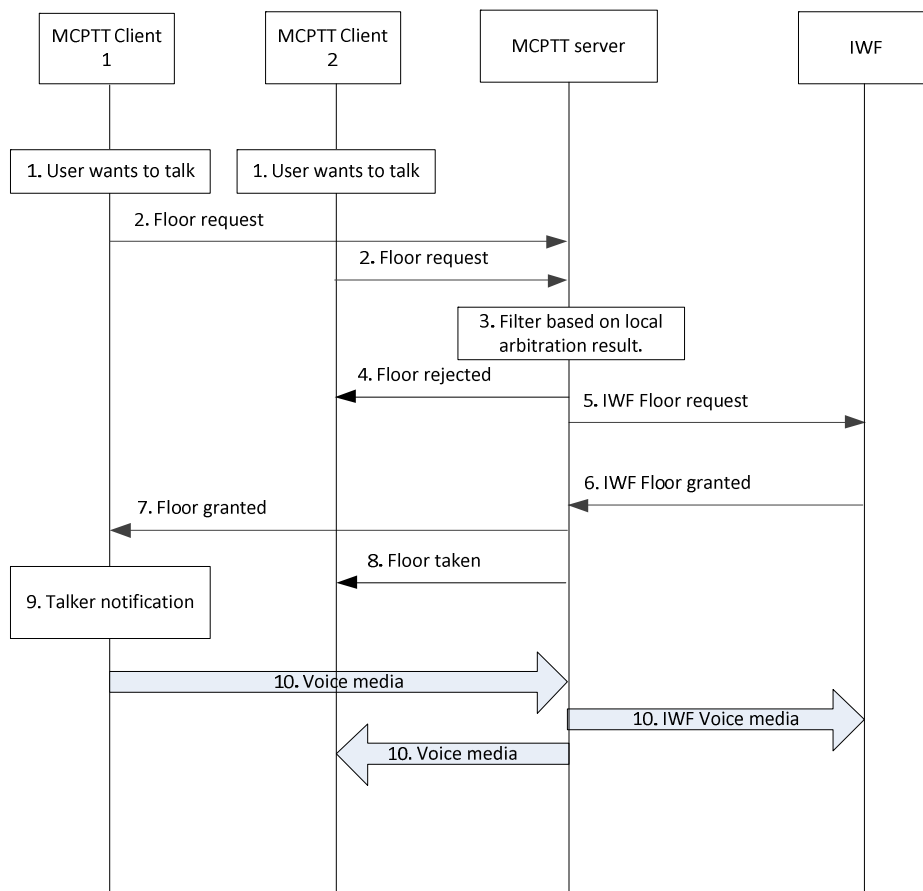 MCPTT Client
1
MCPTT Client
2
MCPTT server
IWF
1. User wants to talk
1. User wants to talk
2. Floor request
2. Floor request
3. Filter based on local
arbitration result.
4. Floor rejected
5. IWF Floor request
6. IWF Floor granted
7. Floor granted
8. Floor taken
9. Talker notification
10. Voice media
10. IWF Voice media
10. Voice media